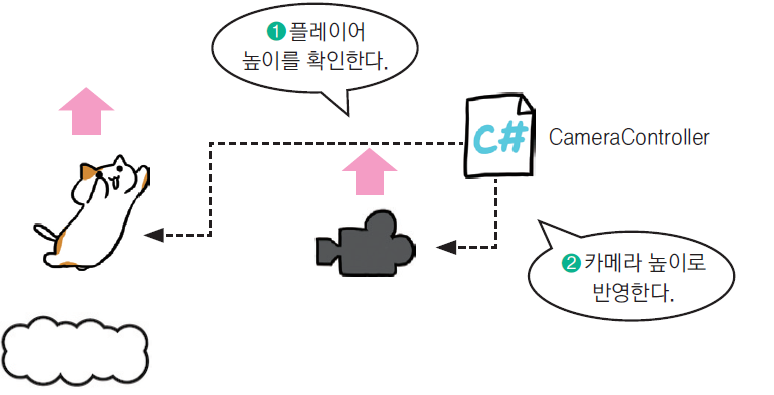 ❶ 플레이어
높이를 확인한다.
C#
CameraController
❷ 카메라 높이로
반영한다.